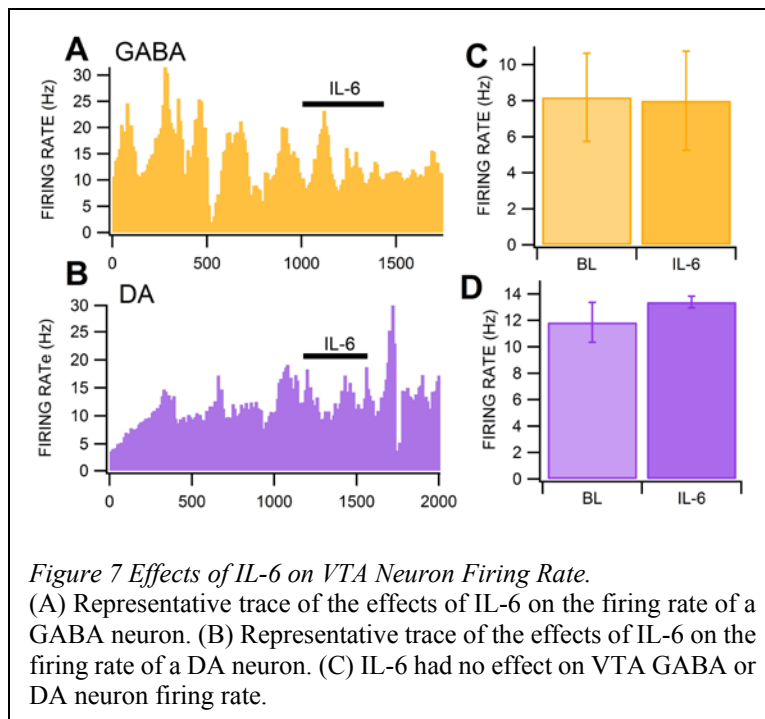 A
GABA
FIRING RATE (Hz)
30
25
20
15
10
5
0
IL-6
0 500 1000 1500
B
DA
FIRING RATe (Hz)
30
25
20
15
10
5
0
IL-6
0 500 1000 1500 2000
C
FIRING RATE (Hz)
10
8
6
4
2
0
BL IL-6
D
FIRING RATE (Hz)
14
12
10
8
6
4
2
0
BL IL-6
Figure 7 Effects of IL-6 on VTA Neuron Firing Rate.
(A) Representative trace of the effects of IL-6 on the firing rate of a
GABA neuron. (B) Representative trace of the effects of IL-6 on the
firing rate of a DA neuron. (C) IL-6 had no effect on VTA GABA or
DA neuron firing rate.